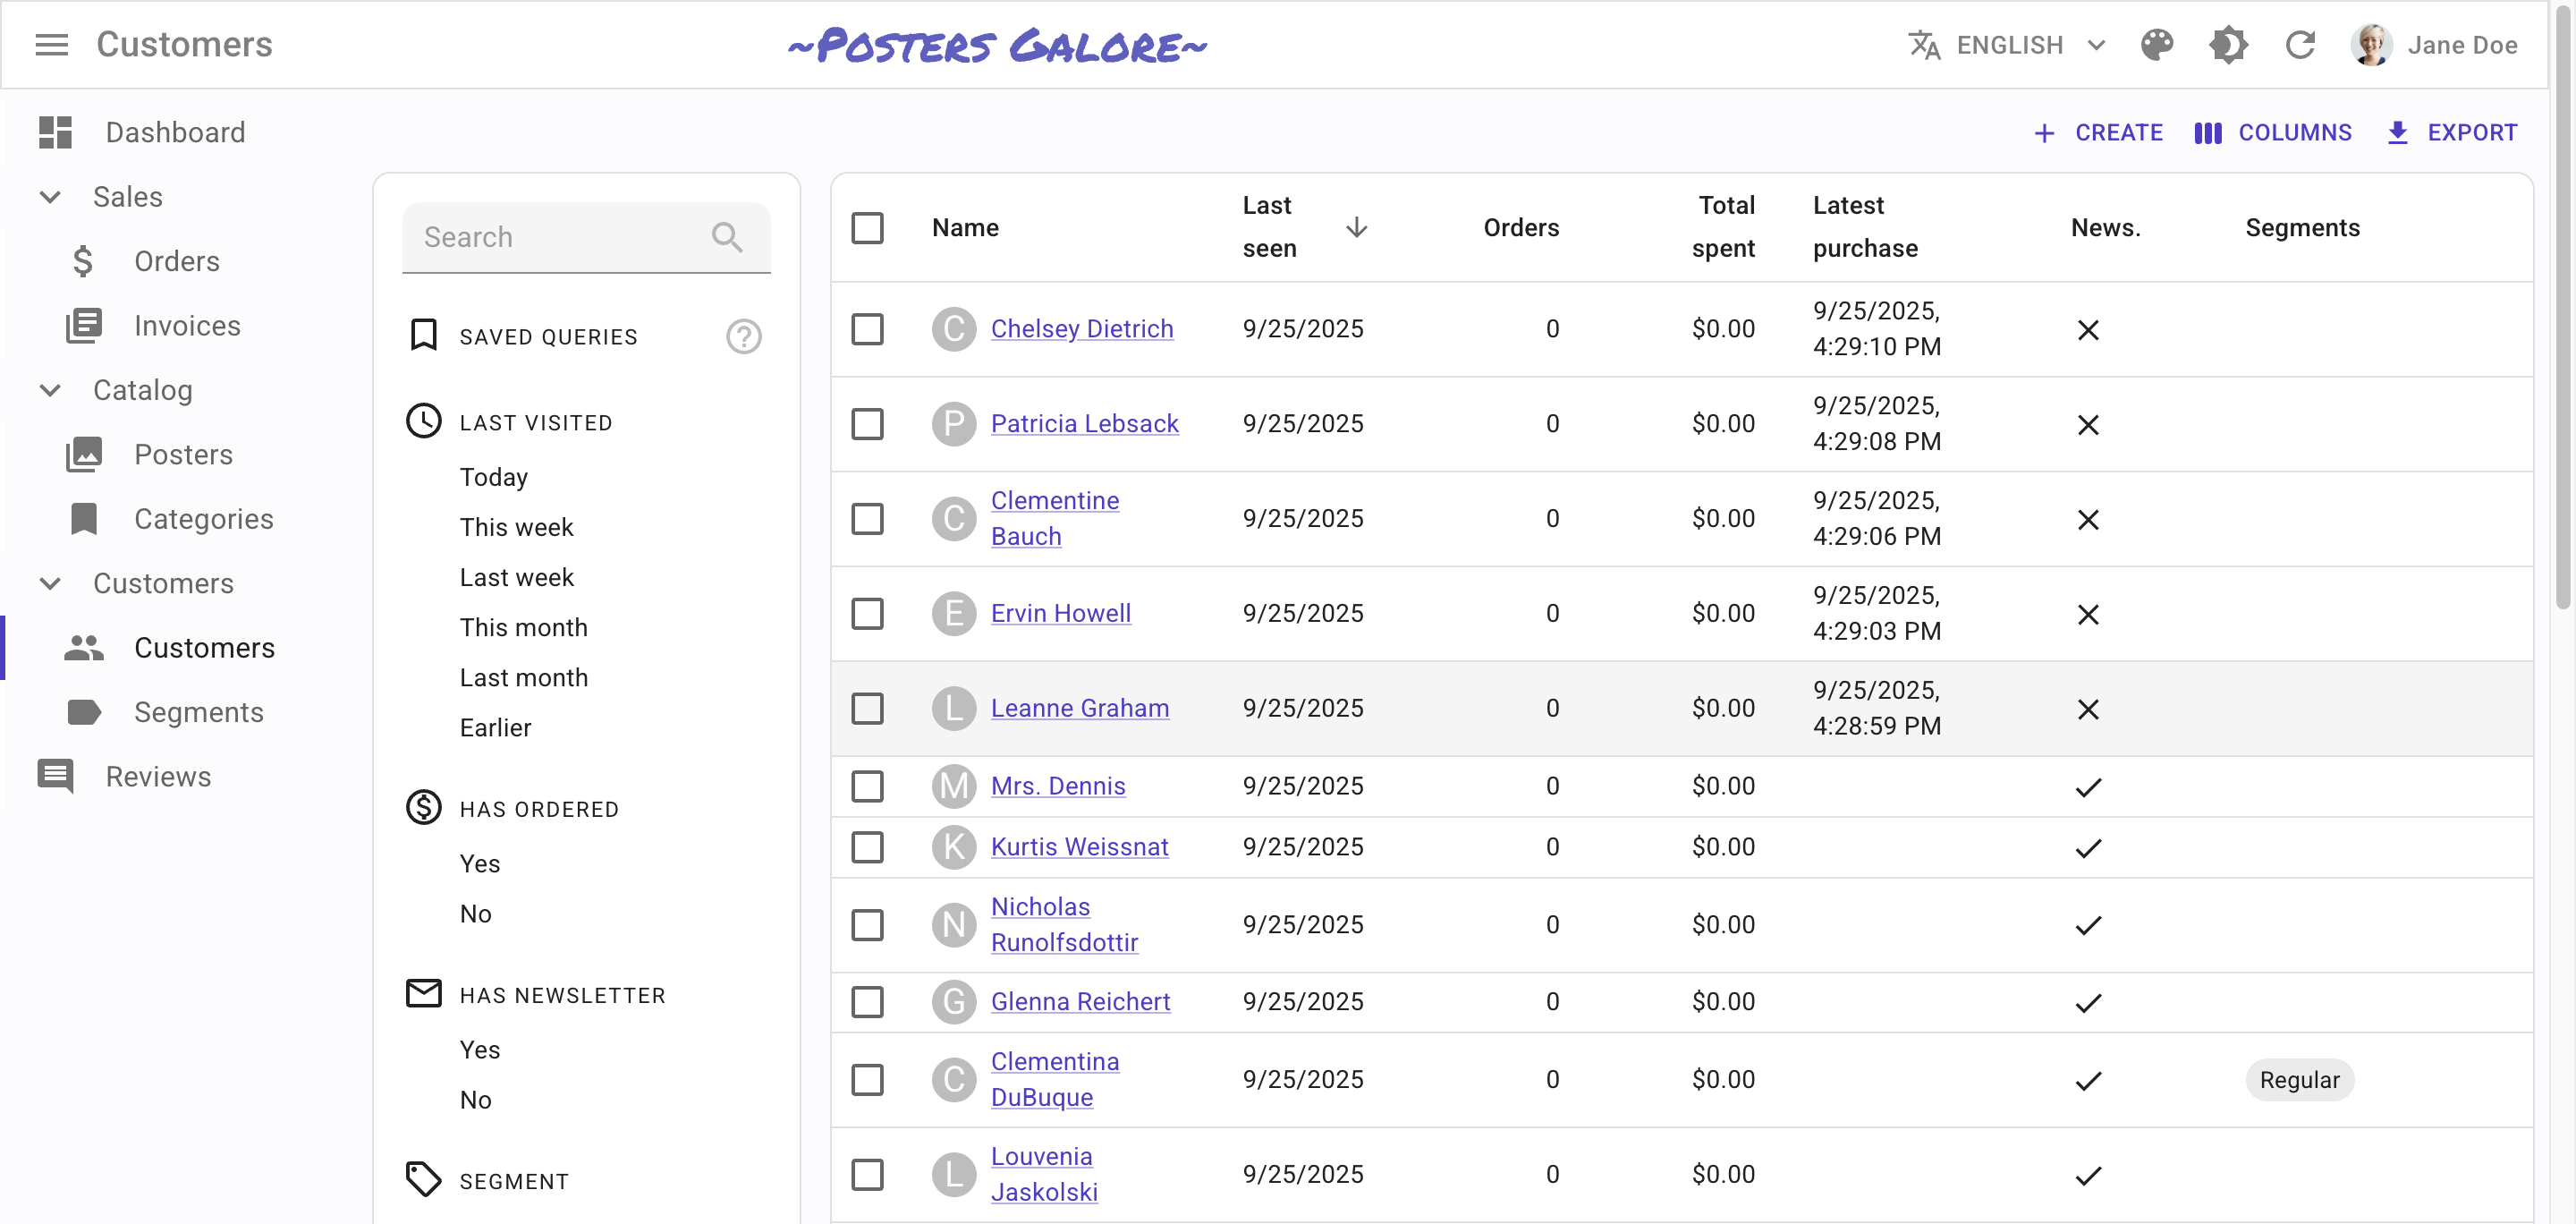 Customers
~Posters Galore~
ENGLISH
Jane Doe
CREATE
COLUMNS
EXPORT
Dashboard
Sales
Orders
Invoices
Catalog
Posters
Categories
Customers
Customers
Segments
Reviews
Search
SAVED QUERIES
LAST VISITED
Today
This week
Last week
This month
Last month
Earlier
HAS ORDERED
Yes
No
HAS NEWSLETTER
Yes
No
SEGMENT
Name
Last
seen
Orders
Total
spent
Latest
purchase
News.
Segments
C
Chelsey Dietrich
9/25/2025
0
$0.00
9/25/2025,
4:29:10 PM
P
Patricia Lebsack
9/25/2025
0
$0.00
9/25/2025,
4:29:08 PM
C
Clementine
Bauch
9/25/2025
0
$0.00
9/25/2025,
4:29:06 PM
E
Ervin Howell
9/25/2025
0
$0.00
9/25/2025,
4:29:03 PM
L
Leanne Graham
9/25/2025
0
$0.00
9/25/2025,
4:28:59 PM
M
Mrs. Dennis
9/25/2025
0
$0.00
K
Kurtis Weissnat
9/25/2025
0
$0.00
N
Nicholas
Runolfsdottir
9/25/2025
0
$0.00
G
Glenna Reichert
9/25/2025
0
$0.00
C
Clementina
DuBuque
9/25/2025
0
$0.00
Regular
L
Louvenia
Jaskolski
9/25/2025
0
$0.00